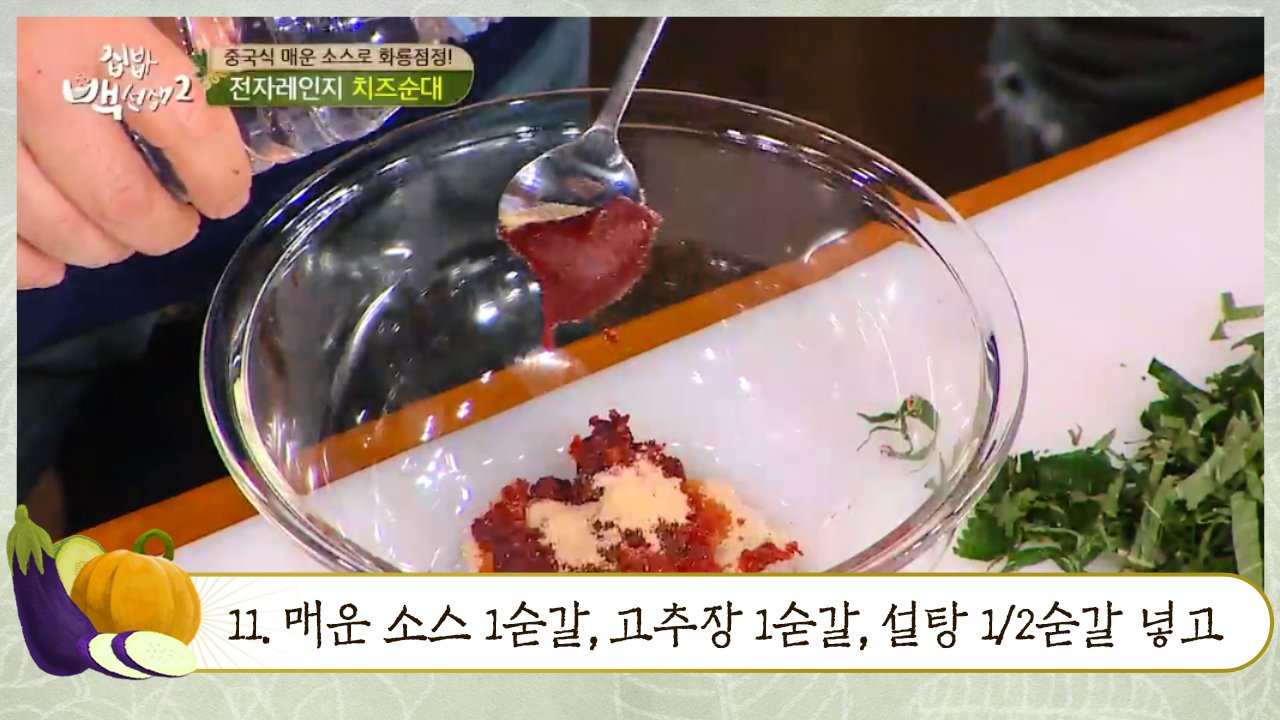 집밥
백선생2
중국식 매운 소스로 화룡점정!
전자레인지 치즈순대
11. 매운 소스 1숟갈, 고추장 1숟갈, 설탕 1/2숟갈 넣고